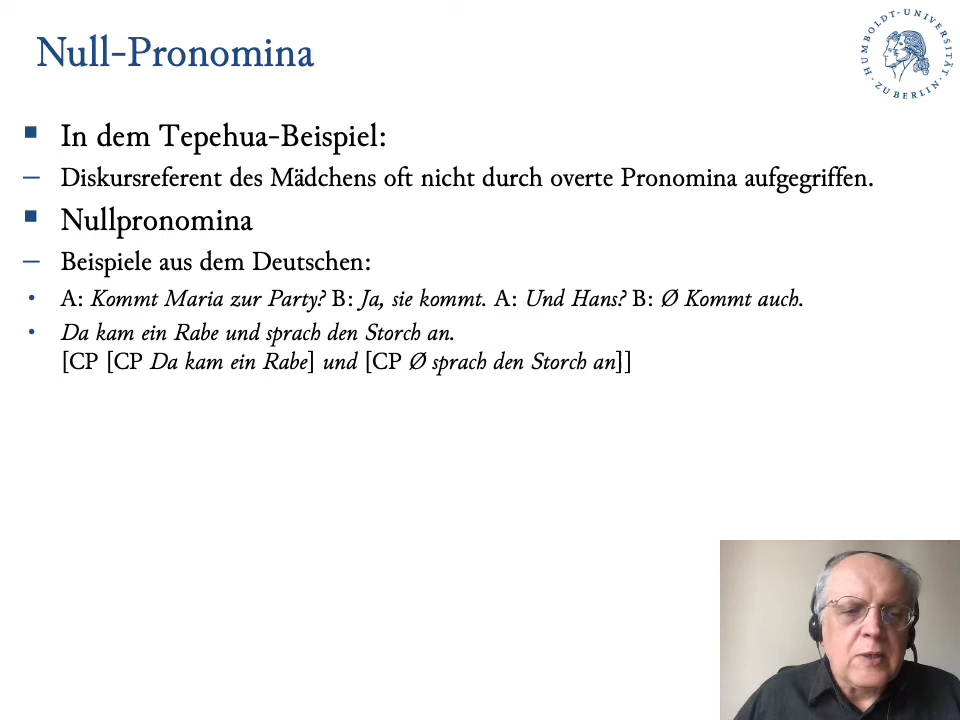 Null-Pronomina
HUMBOLDT-UNIVERSITÄT ZU BERLIN
In dem Tepehua-Beispiel:
Diskursreferent des Mädchens oft nicht durch overte Pronomina aufgegriffen.
Nullpronomina
Beispiele aus dem Deutschen:
A: Kommt Maria zur Party? B: Ja, sie kommt. A: Und Hans? B: Ø Kommt auch.
Da kam ein Rabe und sprach den Storch an.
[CP [CP Da kam ein Rabe] und [CP Ø sprach den Storch an]]